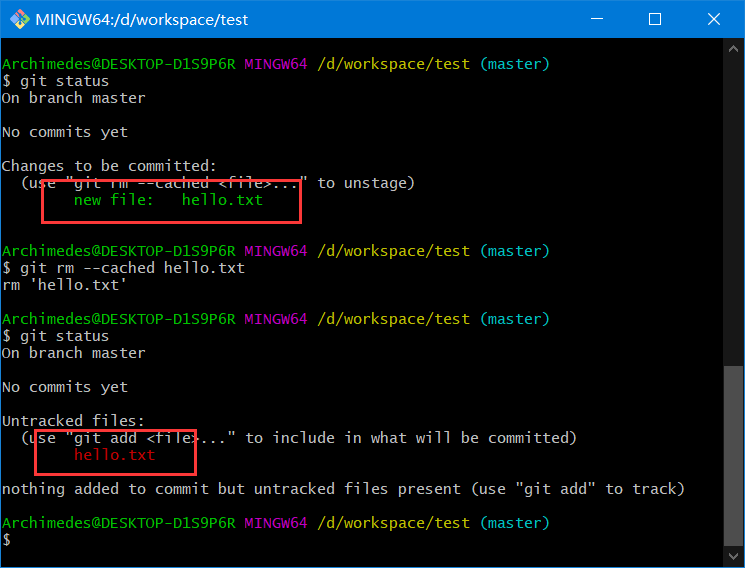 MINGW64:/d/workspace/test
Archimedes@DESKTOP-D1S9P6R MINGW64 /d/workspace/test (master)
$ git status
On branch master
No commits yet
Changes to be committed:
(use "git rm --cached <file>..." to unstage)
new file: hello.txt
Archimedes@DESKTOP-D1S9P6R MINGW64 /d/workspace/test (master)
$ git rm --cached hello.txt
rm 'hello.txt'
Archimedes@DESKTOP-D1S9P6R MINGW64 /d/workspace/test (master)
$ git status
On branch master
No commits yet
Untracked files:
(use "git add <file>..." to include in what will be committed)
hello.txt
nothing added to commit but untracked files present (use "git add" to track)
Archimedes@DESKTOP-D1S9P6R MINGW64 /d/workspace/test (master)
$